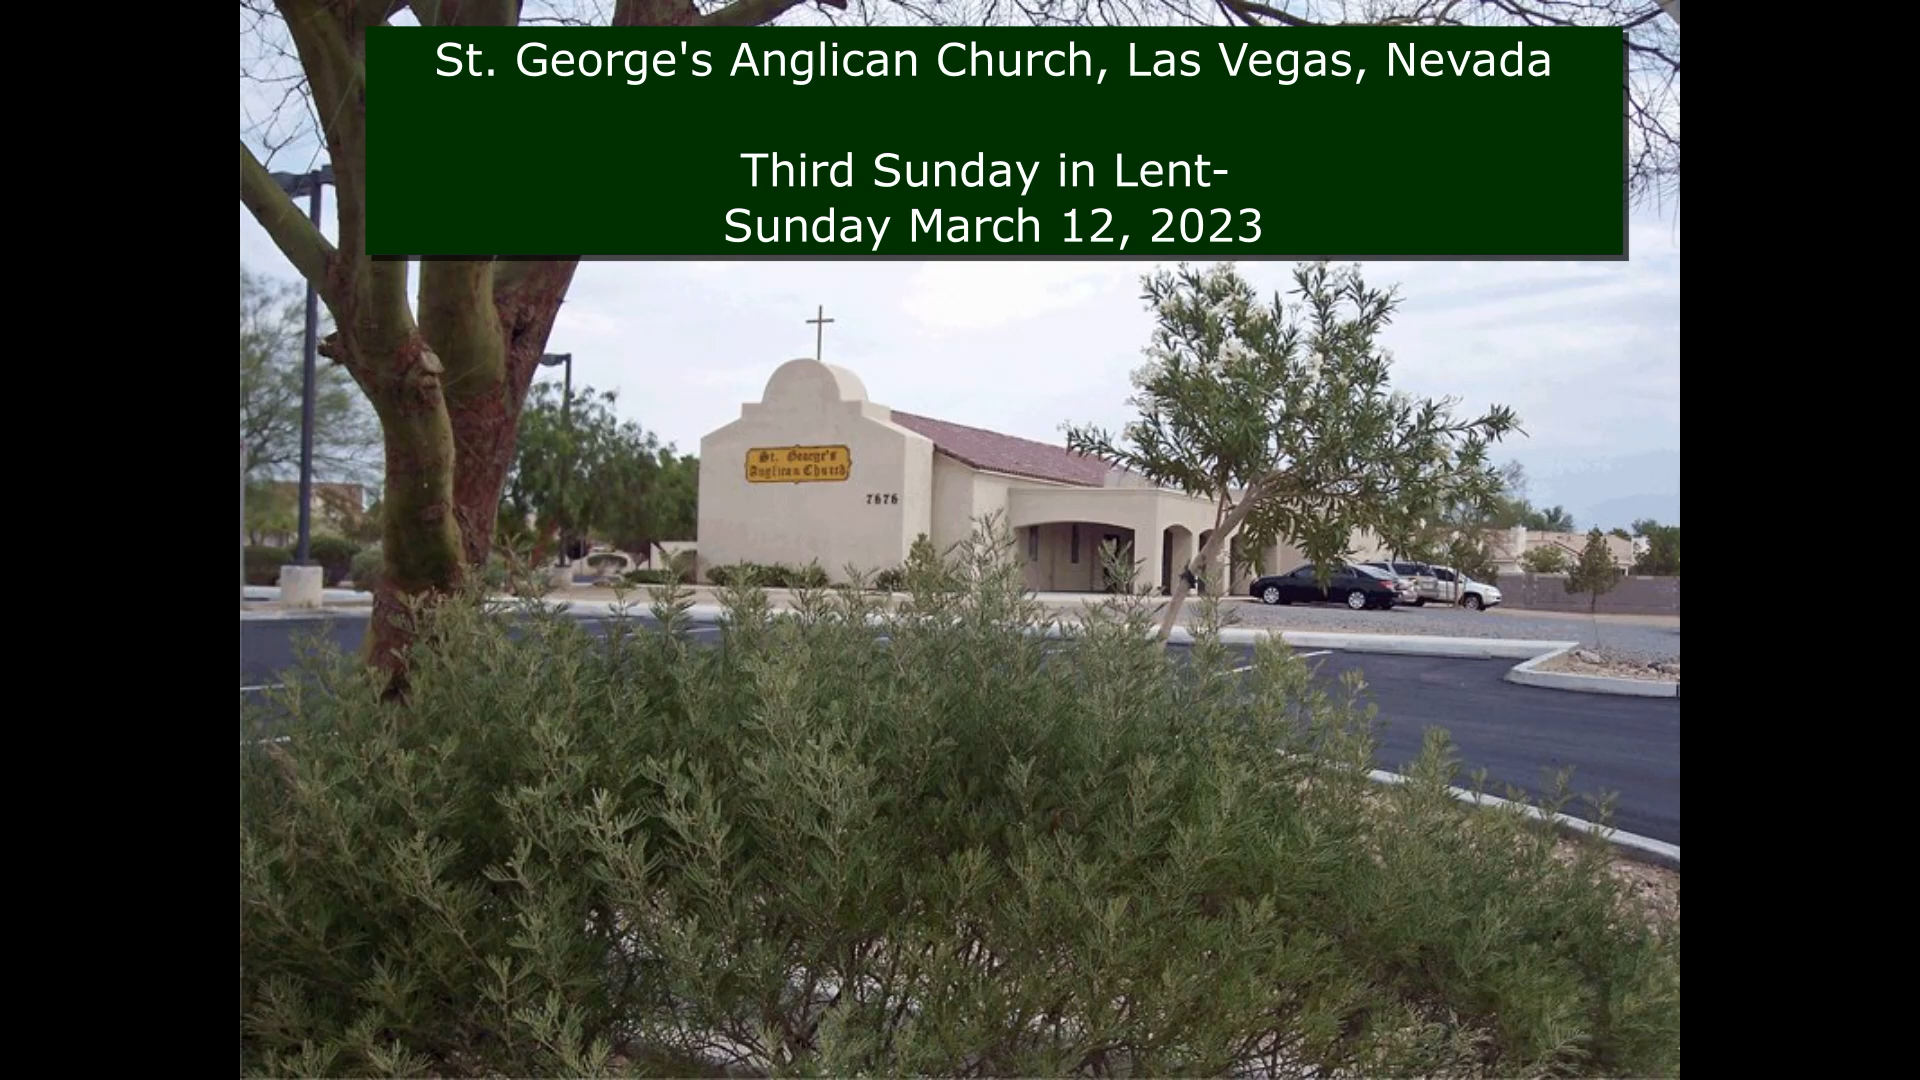 St. George's Anglican Church, Las Vegas, Nevada
Third Sunday in Lent-
Sunday March 12, 2023
St. George's
Anglican Church
7676